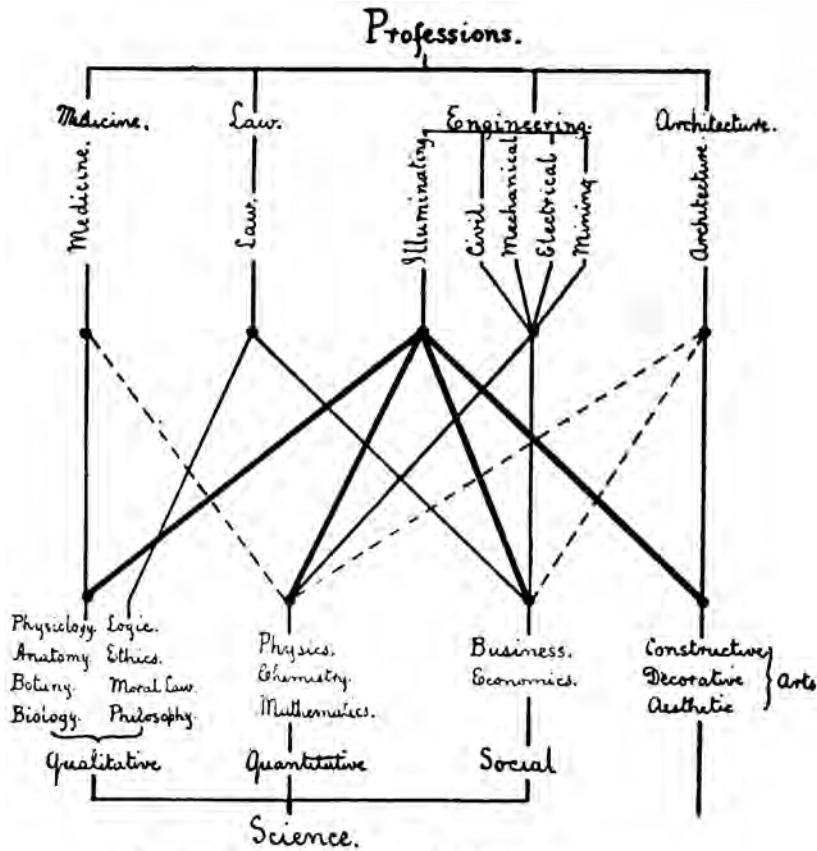 Professions.
Medicine. Law. Engineering. Architecture.
Medicine. Law. Illuminating Civil Mechanical Electrical Mining Architecture
Physiology. Logic.
Anatomy Ethics.
Botany. Moral Law.
Biology. Philosophy.
Qualitative
Physics.
Chemistry.
Mathematics.
Quantitutive
Business.
Economics.
Social
Constructive
Decorative
Aesthetic
Arts
Science.